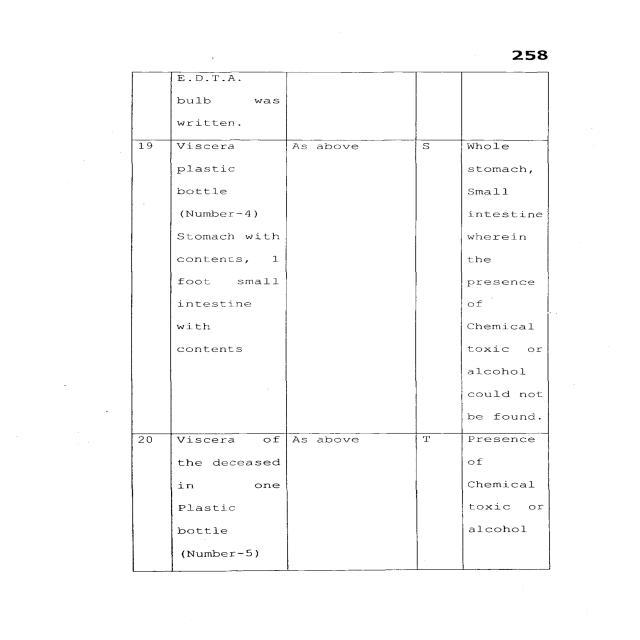 258
E.D.T.A.
bulb was
written.
19 Viscera As above S Whole
plastic stomach,
bottle Small
(Number-4) intestine
Stomach with wherein
contents, 1 the
foot small presence
intestine of
with Chemical
contents toxic or
alcohol
could not
be found.
20 Viscera of As above T Presence
the deceased of
in one Chemical
Plastic toxic or
bottle alcohol
(Number-5)